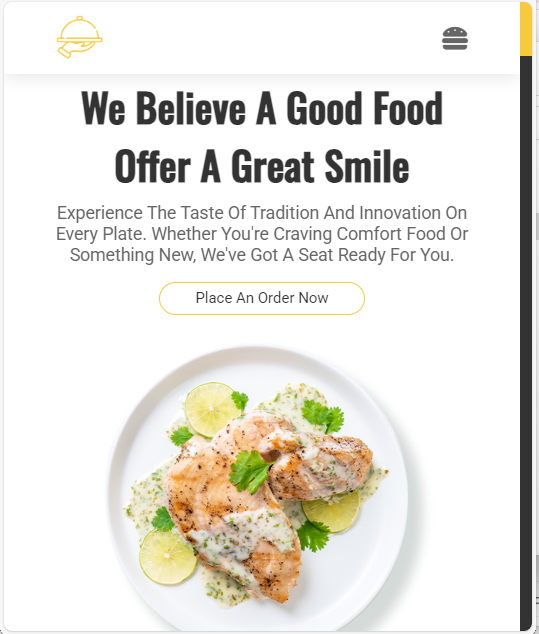 We Believe A Good Food
Offer A Great Smile
Experience The Taste Of Tradition And Innovation On
Every Plate. Whether You're Craving Comfort Food Or
Something New, We've Got A Seat Ready For You.
Place An Order Now